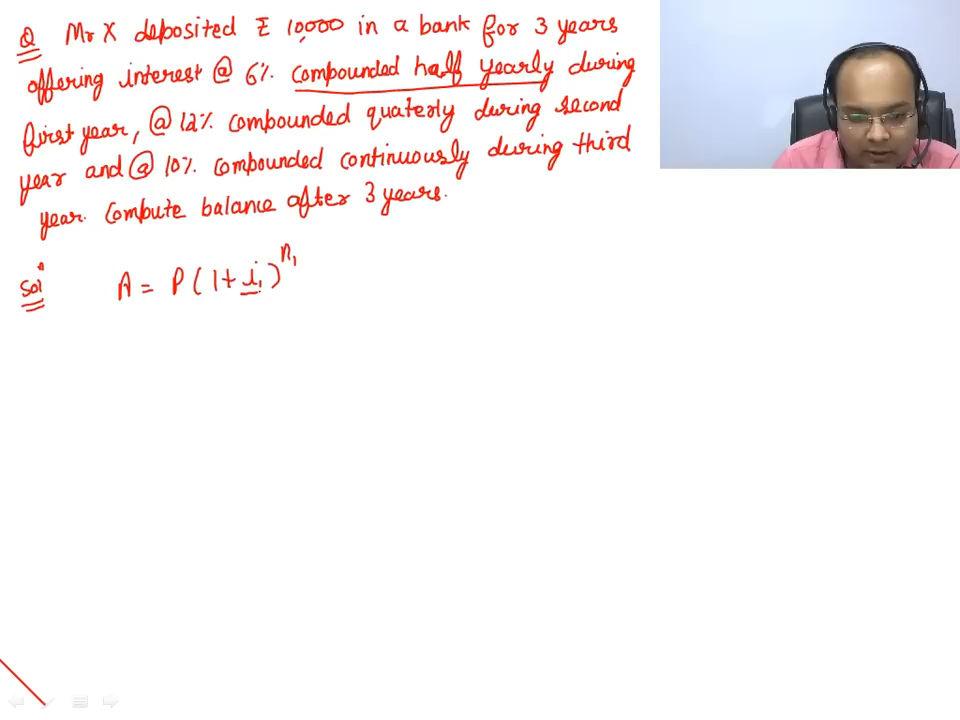 Q Mr X deposited ₹ 10,000 in a bank for 3 years
offering interest @ 6% compounded half yearly during
first year, @ 12% compounded quaterly during second
year and @ 10% compounded continuously during third
year. Compute balance after 3 years.
Solⁿ A = P(1+i₁)^n₁